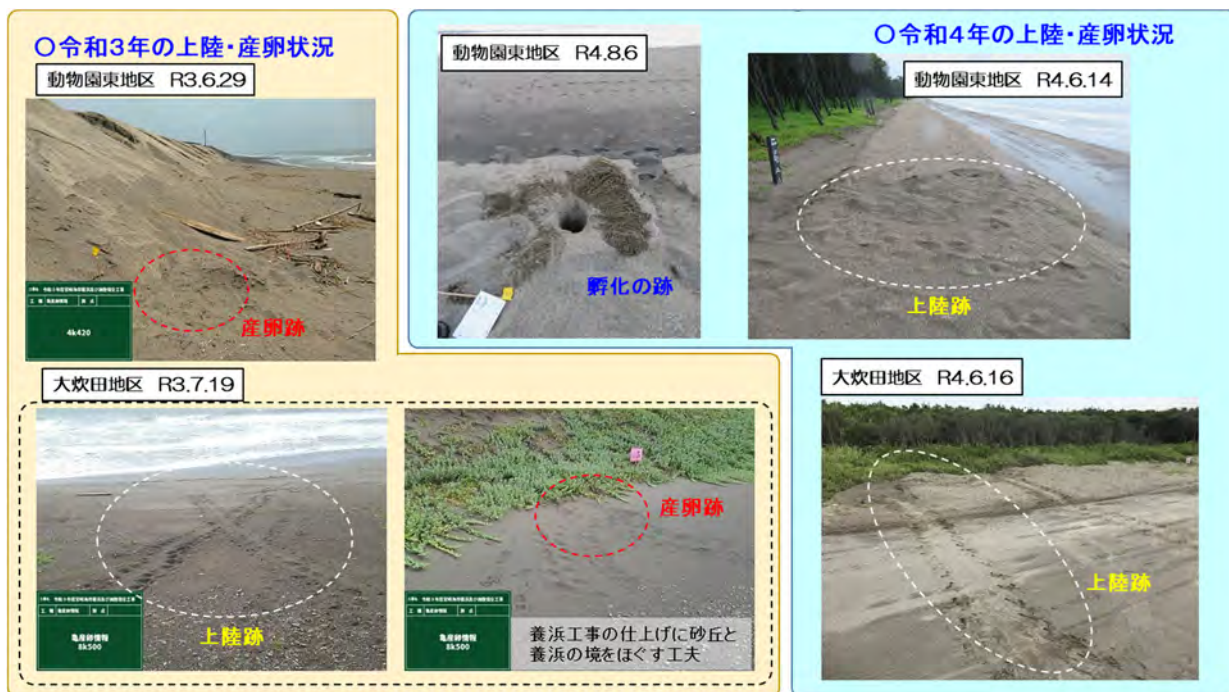 〇令和3年の上陸・産卵状況
動物園東地区 R3.6.29
4k420
産卵跡
大炊田地区 R3.7.19
亀産卵情報
8k500
上陸跡
産卵跡
亀産卵情報
8k500
養浜工事の仕上げに砂丘と
養浜の境をほぐす工夫
〇令和4年の上陸・産卵状況
動物園東地区 R4.8.6
孵化の跡
動物園東地区 R4.6.14
上陸跡
大炊田地区 R4.6.16
上陸跡